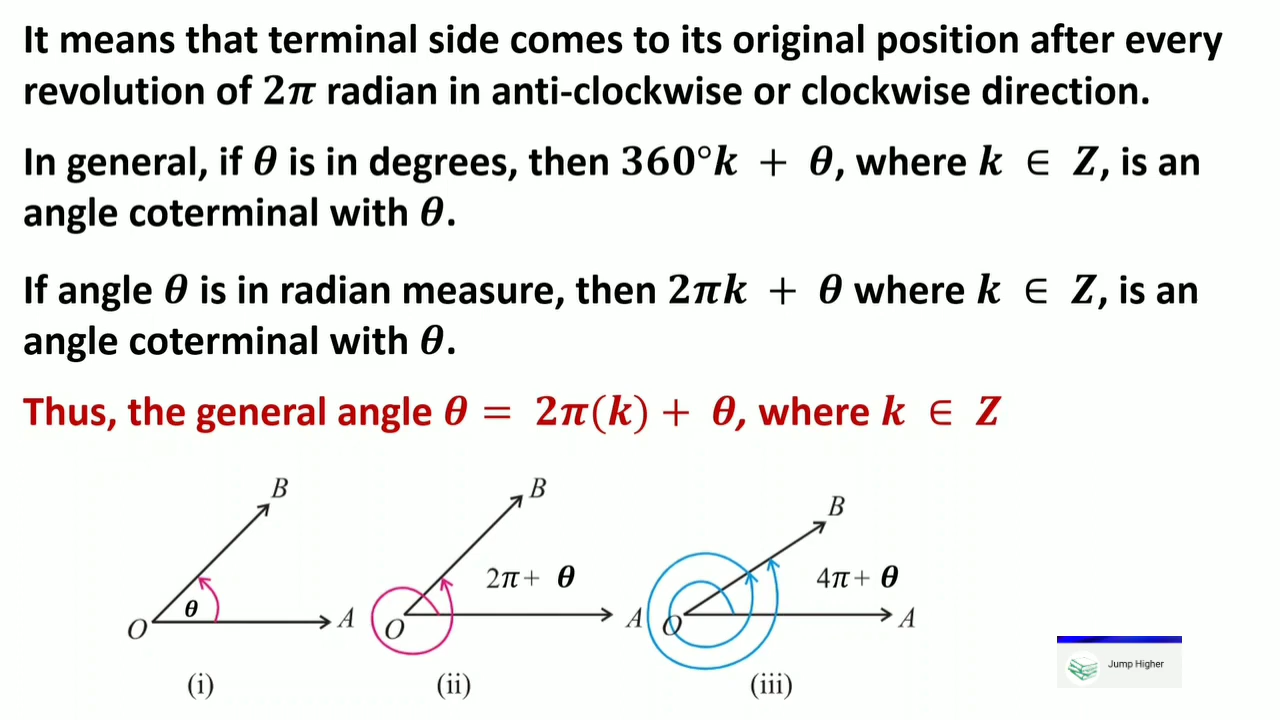 It means that terminal side comes to its original position after every
revolution of 2π radian in anti-clockwise or clockwise direction.
In general, if θ is in degrees, then 360°k + θ, where k ∈ Z, is an
angle coterminal with θ.
If angle θ is in radian measure, then 2πk + θ where k ∈ Z, is an
angle coterminal with θ.
Thus, the general angle θ = 2π(k) + θ, where k ∈ Z
B
θ
O
A
(i)
B
2π + θ
O
A
(ii)
B
4π + θ
O
A
(iii)
Jump Higher